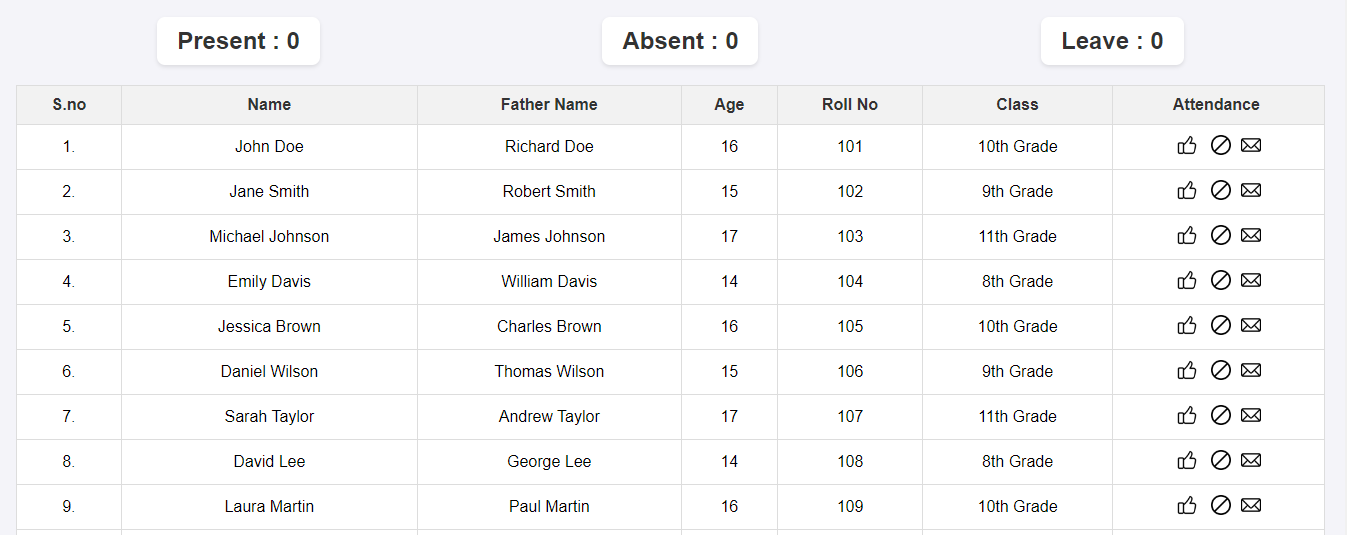 Present : 0 Absent : 0 Leave : 0
S.no Name Father Name Age Roll No Class Attendance
1. John Doe Richard Doe 16 101 10th Grade
2. Jane Smith Robert Smith 15 102 9th Grade
3. Michael Johnson James Johnson 17 103 11th Grade
4. Emily Davis William Davis 14 104 8th Grade
5. Jessica Brown Charles Brown 16 105 10th Grade
6. Daniel Wilson Thomas Wilson 15 106 9th Grade
7. Sarah Taylor Andrew Taylor 17 107 11th Grade
8. David Lee George Lee 14 108 8th Grade
9. Laura Martin Paul Martin 16 109 10th Grade